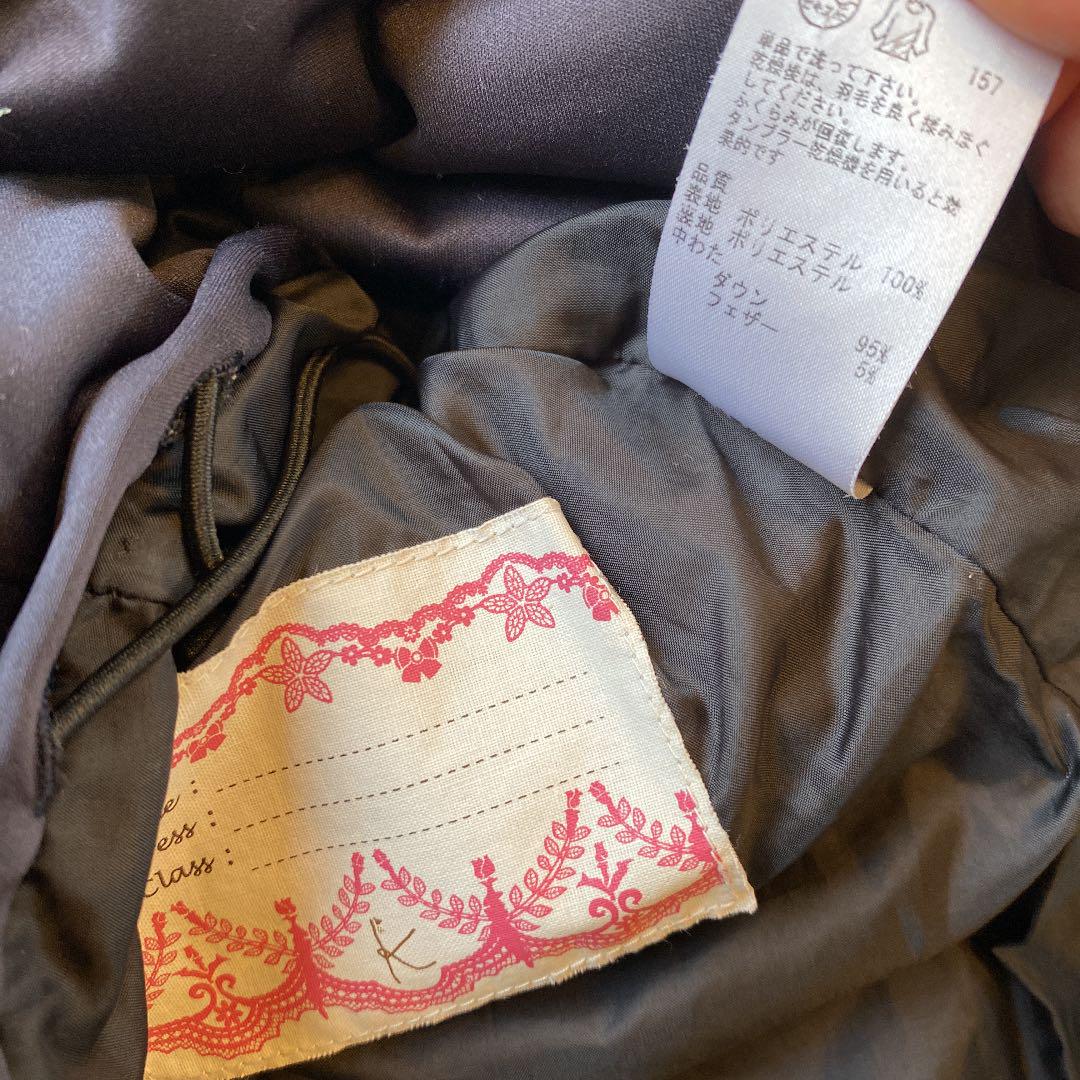 157
単品で洗って下さい。
乾燥後は、羽毛を良く揉みほぐ
してください。
ふくらみが回復します。
タンブラー乾燥機を用いると効
果的です
品質
表地 ポリエステル 100%
裏地 ポリエステル
中わた
ダウン 95%
フェザー 5%
Class :
K